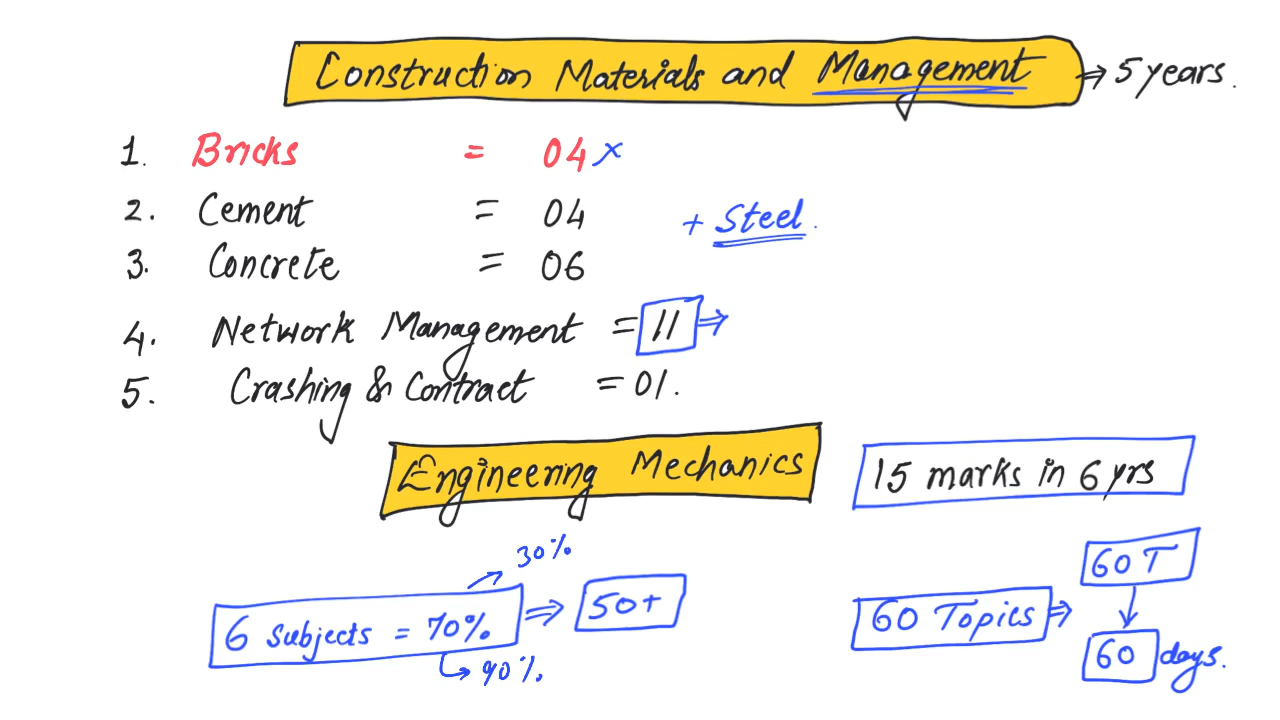 Construction Materials and Management ⇒ 5 years.
1. Bricks = 04 ×
2. Cement = 04
+ Steel.
3. Concrete = 06
4. Network Management = 11 ⇒
5. Crashing & Contract = 01.
Engineering Mechanics
15 marks in 6 yrs
6 subjects = 70% ⇒ 50+
→ 30%
↳ 90%.
60 Topics ⇒ 60 T
↓
60 days.